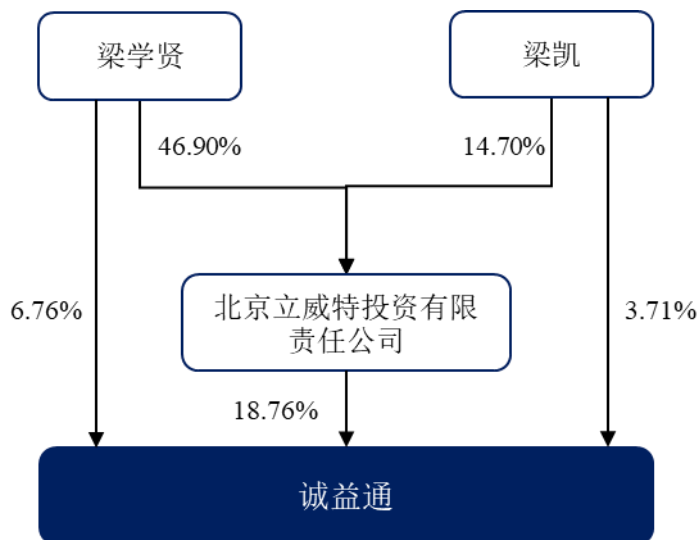 梁学贤
梁凯
46.90%
14.70%
6.76%
北京立威特投资有限
责任公司
3.71%
18.76%
诚益通